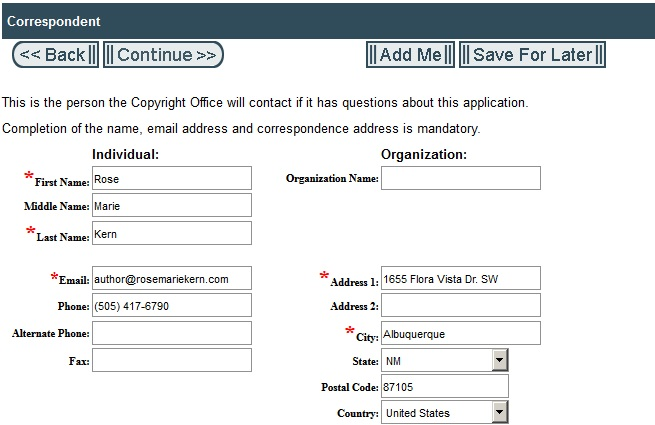 Correspondent
<< Back Continue >> Add Me Save For Later
This is the person the Copyright Office will contact if it has questions about this application.
Completion of the name, email address and correspondence address is mandatory.
Individual: Organization:
*First Name: Rose Organization Name:
Middle Name: Marie
*Last Name: Kern
*Email: author@rosemariekern.com *Address 1: 1655 Flora Vista Dr. SW
Phone: (505) 417-6790 Address 2:
Alternate Phone: *City: Albuquerque
Fax: State: NM
Postal Code: 87105
Country: United States